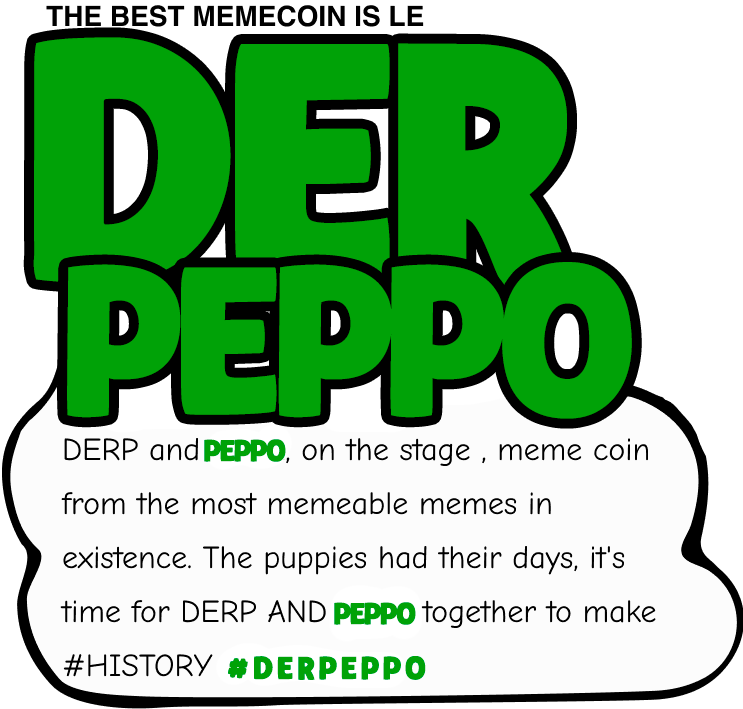 THE BEST MEMECOIN IS LE
DER
PEPPO
DERP and PEPPO, on the stage , meme coin
from the most memeable memes in
existence. The puppies had their days, it's
time for DERP AND PEPPO together to make
#HISTORY #DERPEPPO